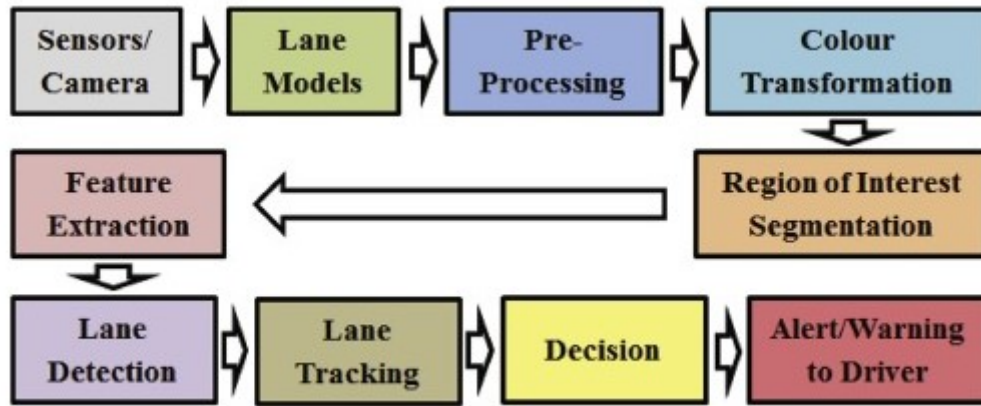 Sensors/
Camera
Lane
Models
Pre-
Processing
Colour
Transformation
Feature
Extraction
Region of Interest
Segmentation
Lane
Detection
Lane
Tracking
Decision
Alert/Warning
to Driver